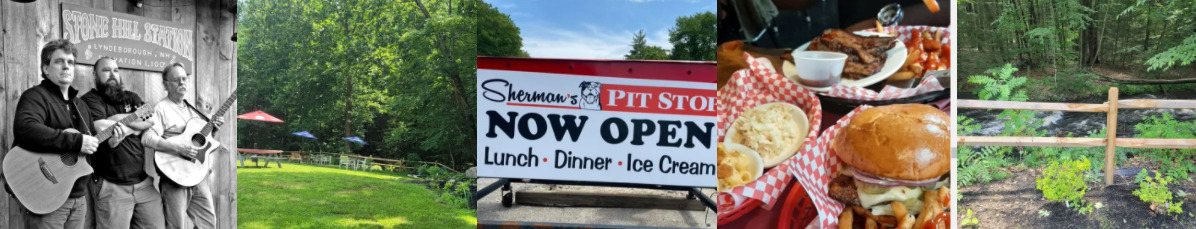 STONE HILL STATION
LYNDEBOROUGH, NH
Sherman's PIT STOP
NOW OPEN
Lunch • Dinner • Ice Cream